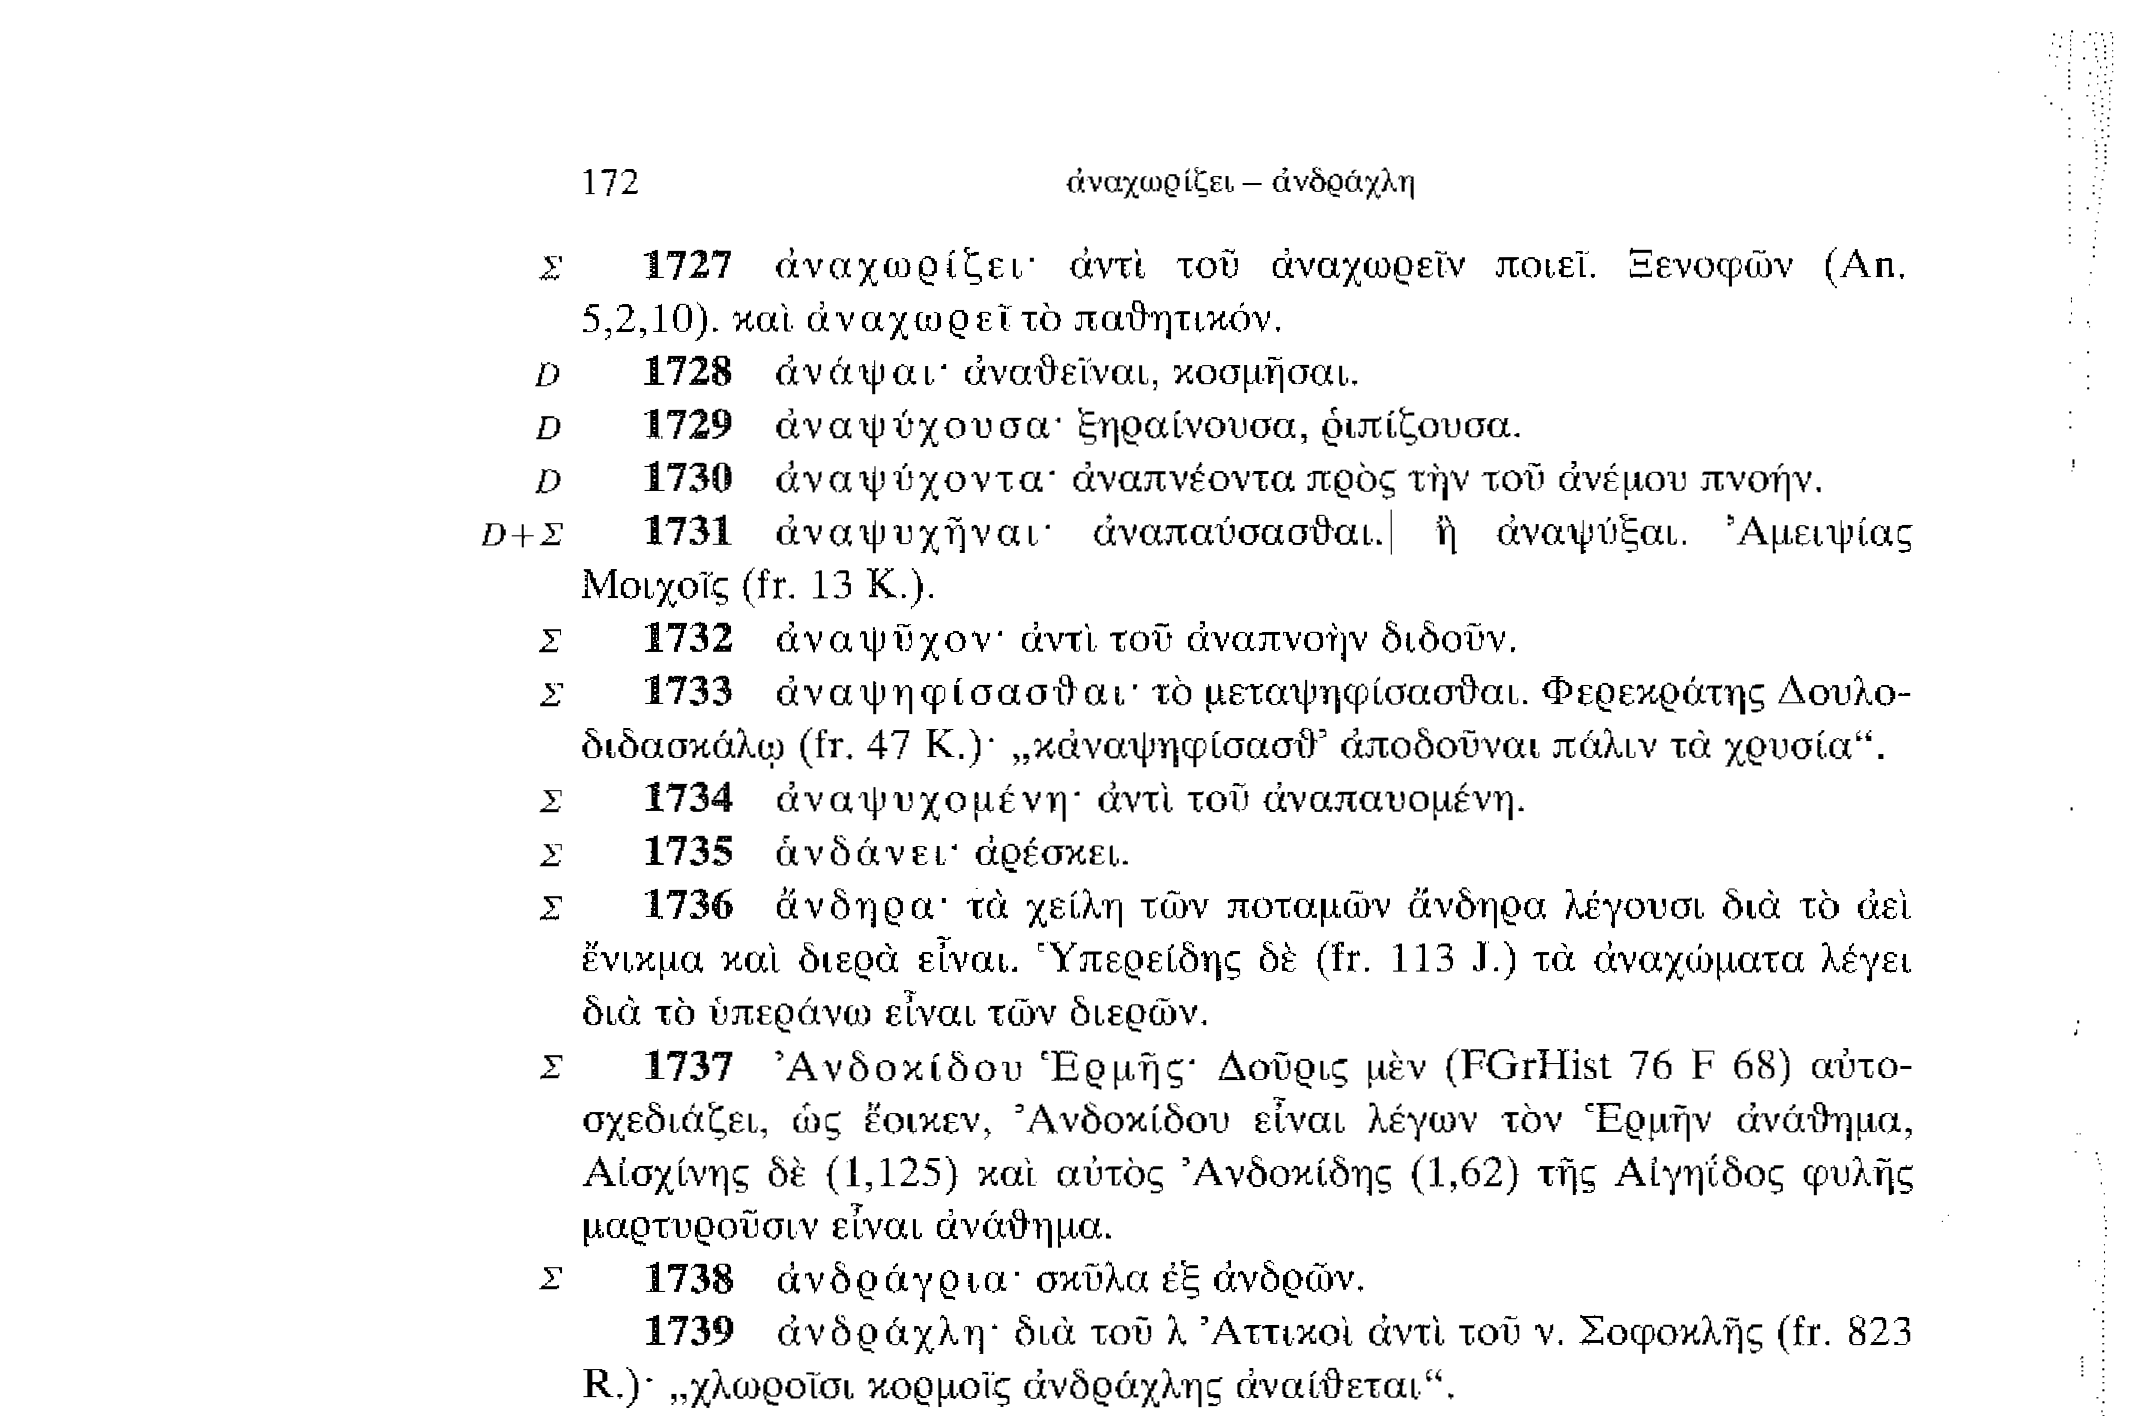 172 ἀναχωρίζει – ἀνδράχλη
Σ 1727 ἀναχωρίζει· ἀντὶ τοῦ ἀναχωρεῖν ποιεῖ. Ξενοφῶν (An.
5,2,10). καὶ ἀναχωρεῖ τὸ παθητικόν.
D 1728 ἀνάψαι· ἀναθεῖναι, κοσμῆσαι.
D 1729 ἀναψύχουσα· ξηραίνουσα, ῥιπίζουσα.
D 1730 ἀναψύχοντα· ἀναπνέοντα πρὸς τὴν τοῦ ἀνέμου πνοήν.
D+Σ 1731 ἀναψυχῆναι· ἀναπαύσασθαι.| ἢ ἀναψύξαι. Ἀμειψίας
Μοιχοῖς (fr. 13 K.).
Σ 1732 ἀναψῦχον· ἀντὶ τοῦ ἀναπνοὴν διδοῦν.
Σ 1733 ἀναψηφίσασθαι· τὸ μεταψηφίσασθαι. Φερεκράτης Δουλο-
διδασκάλῳ (fr. 47 K.)· „κἀναψηφίσασθ’ ἀποδοῦναι πάλιν τὰ χρυσία“.
Σ 1734 ἀναψυχομένη· ἀντὶ τοῦ ἀναπαυομένη.
Σ 1735 ἁνδάνει· ἀρέσκει.
Σ 1736 ἄνδηρα· τὰ χείλη τῶν ποταμῶν ἄνδηρα λέγουσι διὰ τὸ ἀεὶ
ἔνικμα καὶ διερὰ εἶναι. Ὑπερείδης δὲ (fr. 113 J.) τὰ ἀναχώματα λέγει
διὰ τὸ ὑπεράνω εἶναι τῶν διερῶν.
Σ 1737 Ἀνδοκίδου Ἑρμῆς· Δοῦρις μὲν (FGrHist 76 F 68) αὐτο-
σχεδιάζει, ὡς ἔοικεν, Ἀνδοκίδου εἶναι λέγων τὸν Ἑρμῆν ἀνάθημα,
Αἰσχίνης δὲ (1,125) καὶ αὐτὸς Ἀνδοκίδης (1,62) τῆς Αἰγηΐδος φυλῆς
μαρτυροῦσιν εἶναι ἀνάθημα.
Σ 1738 ἀνδράγρια· σκῦλα ἐξ ἀνδρῶν.
1739 ἀνδράχλη· διὰ τοῦ λ Ἀττικοὶ ἀντὶ τοῦ ν. Σοφοκλῆς (fr. 823
R.)· „χλωροῖσι κορμοῖς ἀνδράχλης ἀναίθεται“.